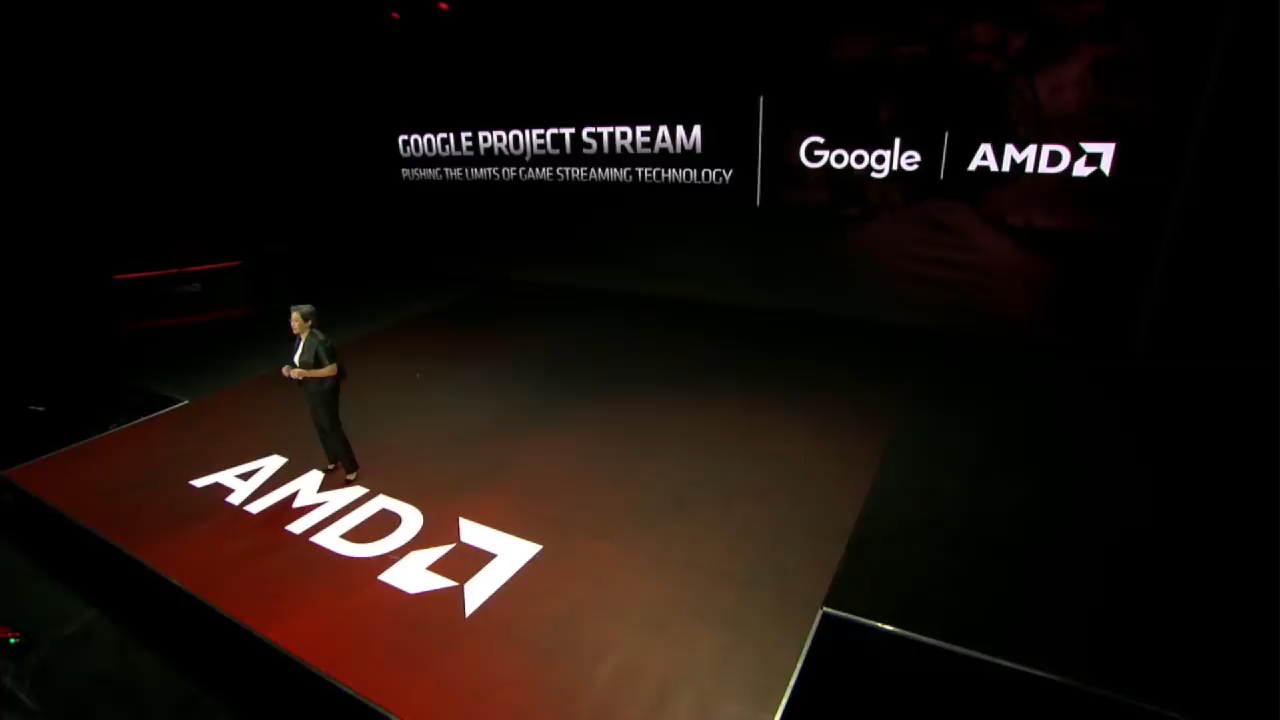 GOOGLE PROJECT STREAM
PUSHING THE LIMITS OF GAME STREAMING TECHNOLOGY
Google | AMD
AMD